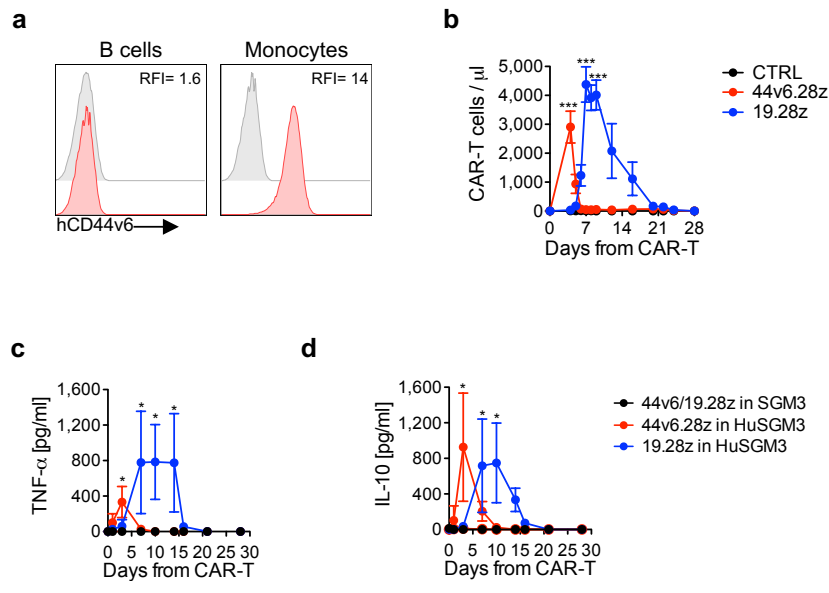 a
B cells
RFI= 1.6
Monocytes
RFI= 14
hCD44v6
b
CAR-T cells / μl
5,000
4,000
3,000
2,000
1,000
0
***
***
***
0 7 14 21 28
Days from CAR-T
CTRL
44v6.28z
19.28z
c
TNF-α [pg/ml]
1,600
1,200
800
400
0
*
*
*
*
0 5 10 15 20 25 30
Days from CAR-T
d
IL-10 [pg/ml]
1,600
1,200
800
400
0
*
*
*
0 5 10 15 20 25 30
Days from CAR-T
44v6/19.28z in SGM3
44v6.28z in HuSGM3
19.28z in HuSGM3